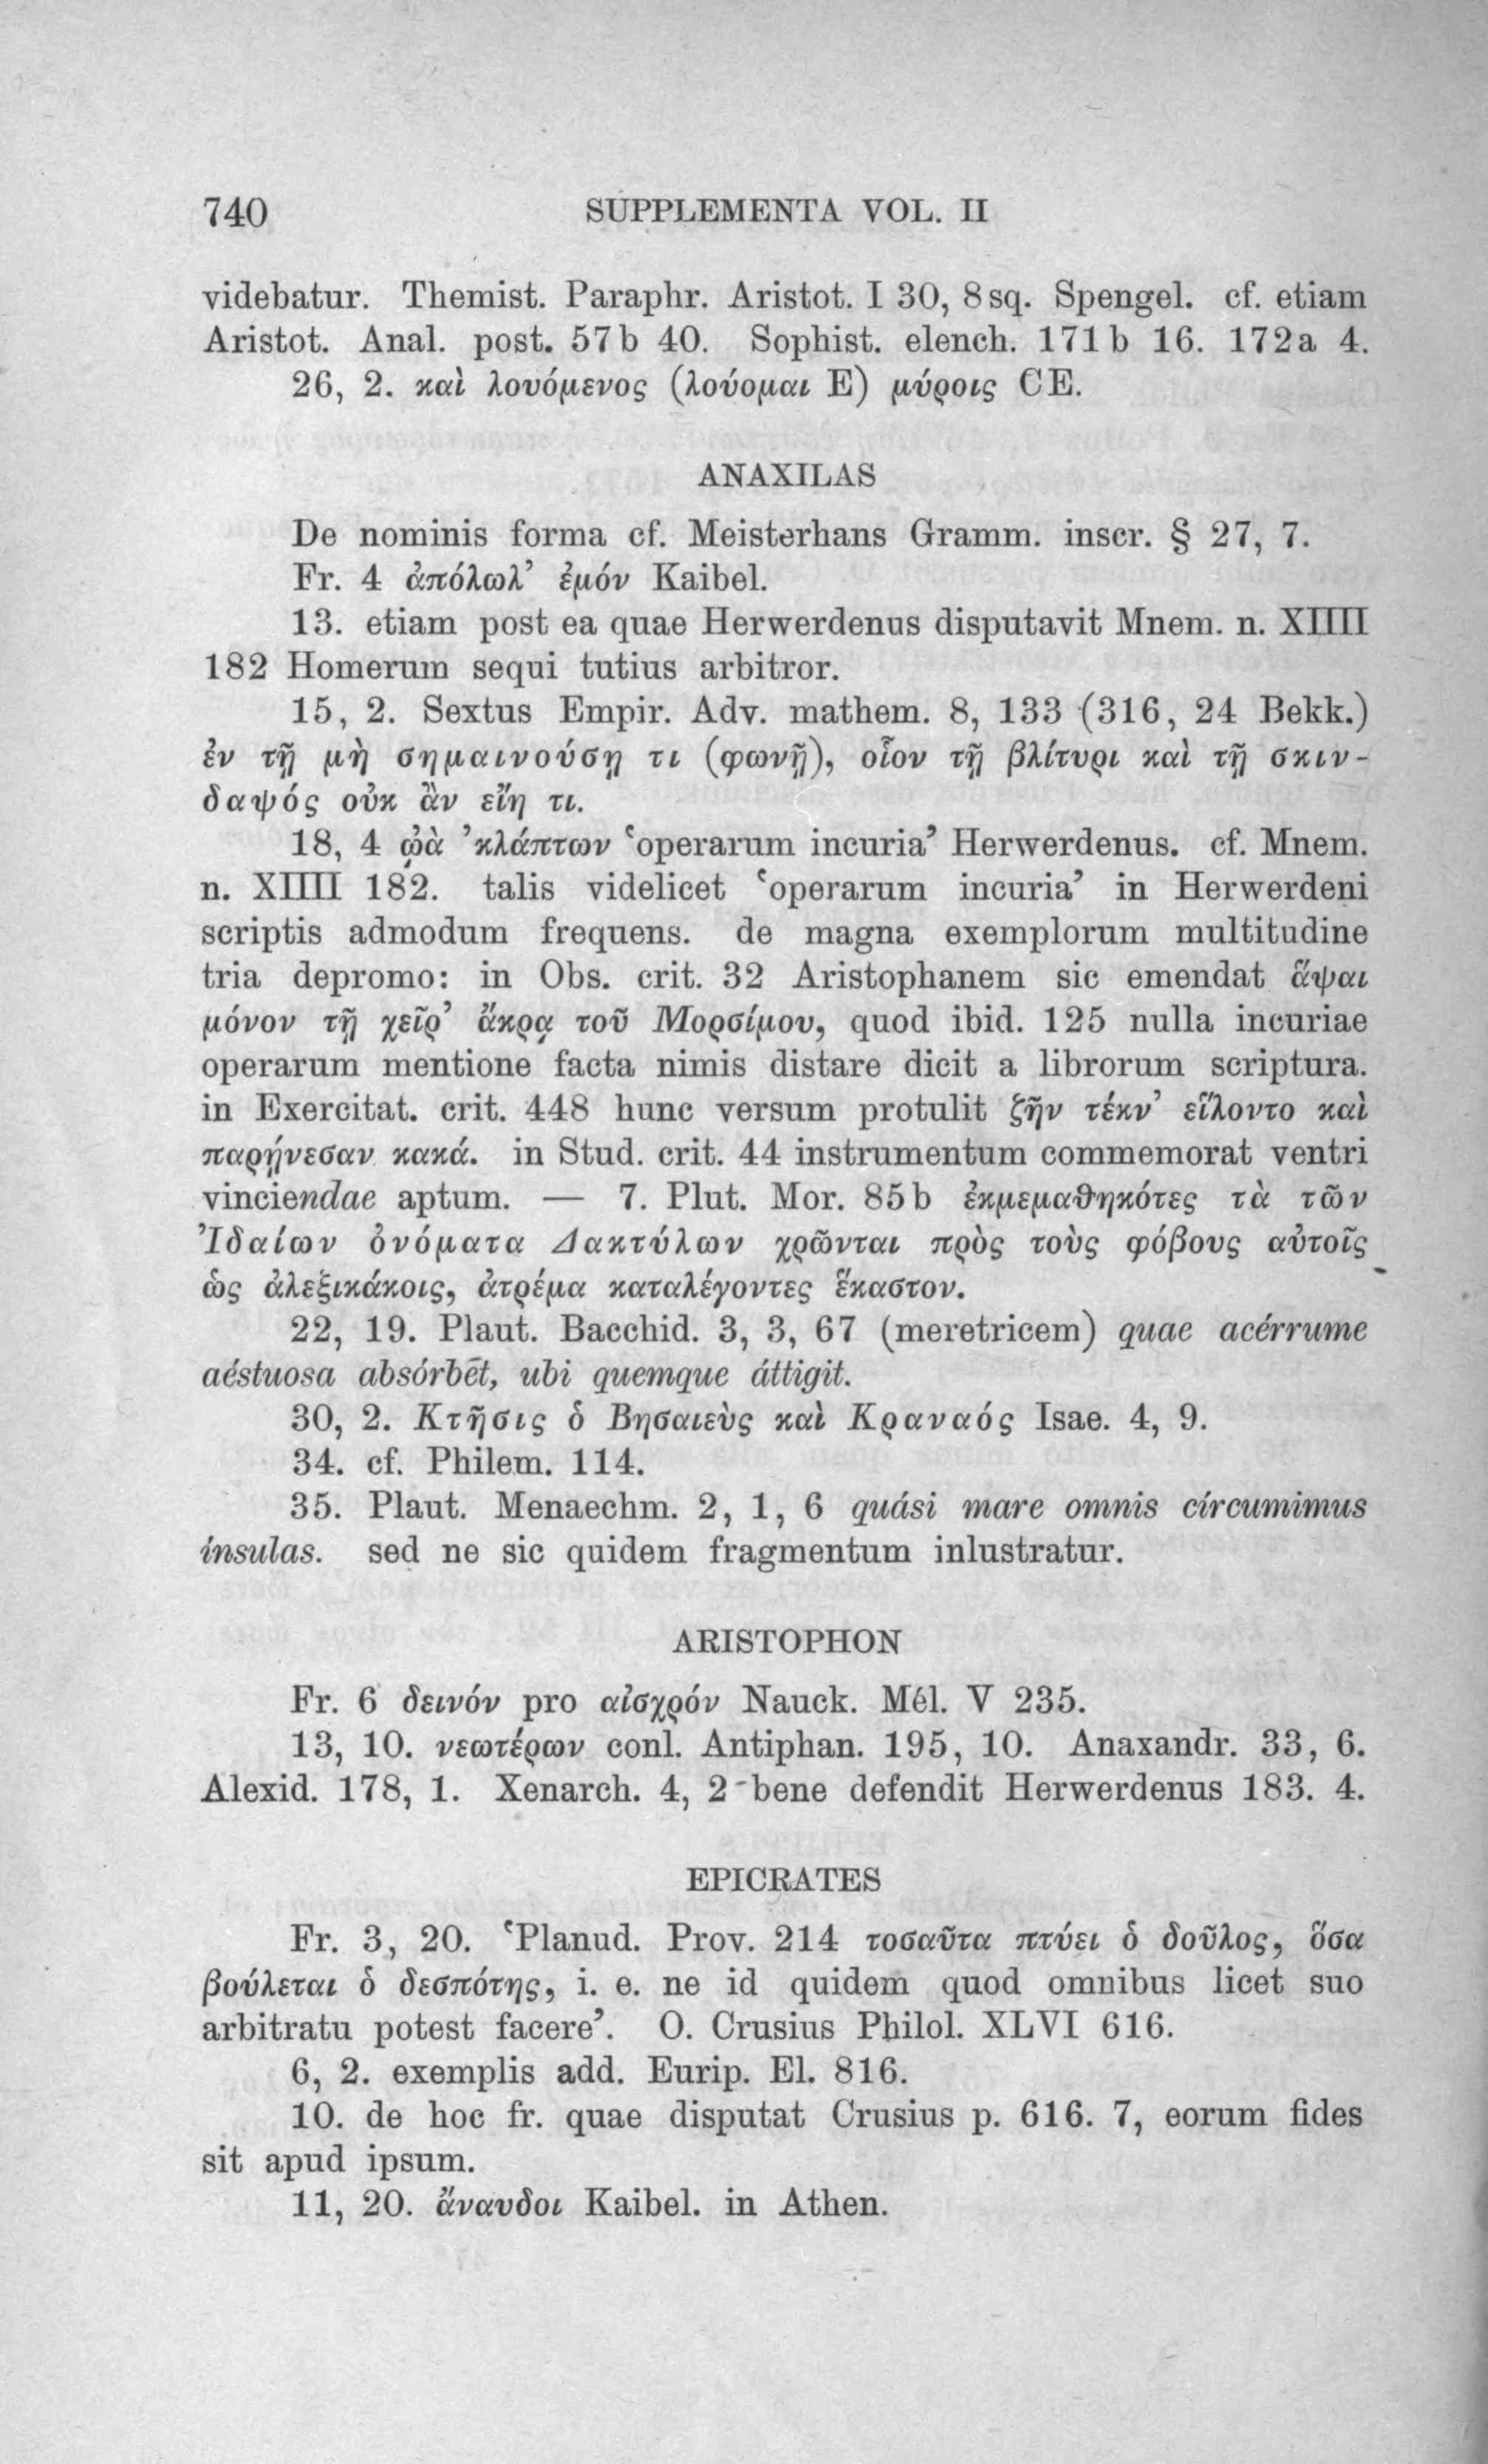 740 SUPPLEMENTA VOL. II
videbatur. Themist. Paraphr. Aristot. I 30, 8 sq. Spengel. cf. etiam
Aristot. Anal. post. 57 b 40. Sophist. elench. 171 b 16. 172 a 4.
26, 2. καὶ λουόμενος (λούομαι E) μύροις CE.
ANAXILAS
De nominis forma cf. Meisterhans Gramm. inscr. § 27, 7.
Fr. 4 ἀπόλωλ’ ἐμόν Kaibel.
13. etiam post ea quae Herwerdenus disputavit Mnem. n. XIIII
182 Homerum sequi tutius arbitror.
15, 2. Sextus Empir. Adv. mathem. 8, 133 (316, 24 Bekk.)
ἐν τῇ μὴ σημαινούσῃ τι (φωνῇ), οἷον τῇ βλίτυρι καὶ τῇ σκιν-
δαψός οὐκ ἂν εἴη τι.
18, 4 ᾠὰ ’κλάπτων ‘operarum incuria’ Herwerdenus. cf. Mnem.
n. XIIII 182. talis videlicet ‘operarum incuria’ in Herwerdeni
scriptis admodum frequens. de magna exemplorum multitudine
tria depromo: in Obs. crit. 32 Aristophanem sic emendat ἅψαι
μόνον τῇ χεῖρ’ ἄκρᾳ τοῦ Μορσίμου, quod ibid. 125 nulla incuriae
operarum mentione facta nimis distare dicit a librorum scriptura.
in Exercitat. crit. 448 hunc versum protulit ζῆν τέκν’ εἵλοντο καὶ
παρῄνεσαν κακά. in Stud. crit. 44 instrumentum commemorat ventri
vinciendae aptum. — 7. Plut. Mor. 85 b ἐκμεμαθηκότες τὰ τῶν
Ἰδαίων ὀνόματα Δακτύλων χρῶνται πρὸς τοὺς φόβους αὐτοῖς
ὡς ἀλεξικάκοις, ἀτρέμα καταλέγοντες ἕκαστον.
22, 19. Plaut. Bacchid. 3, 3, 67 (meretricem) quae acérrume
aéstuosa absórbēt, ubi quemque áttigit.
30, 2. Κτῆσις ὁ Βησαιεὺς καὶ Κραναός Isae. 4, 9.
34. cf. Philem. 114.
35. Plaut. Menaechm. 2, 1, 6 quási mare omnis círcumimus
ínsulas. sed ne sic quidem fragmentum inlustratur.
ARISTOPHON
Fr. 6 δεινόν pro αἰσχρόν Nauck. Mél. V 235.
13, 10. νεωτέρων conl. Antiphan. 195, 10. Anaxandr. 33, 6.
Alexid. 178, 1. Xenarch. 4, 2 bene defendit Herwerdenus 183. 4.
EPICRATES
Fr. 3, 20. ‘Planud. Prov. 214 τοσαῦτα πτύει ὁ δοῦλος, ὅσα
βούλεται ὁ δεσπότης, i. e. ne id quidem quod omnibus licet suo
arbitratu potest facere’. O. Crusius Philol. XLVI 616.
6, 2. exemplis add. Eurip. El. 816.
10. de hoc fr. quae disputat Crusius p. 616. 7, eorum fides
sit apud ipsum.
11, 20. ἄναυδοι Kaibel. in Athen.